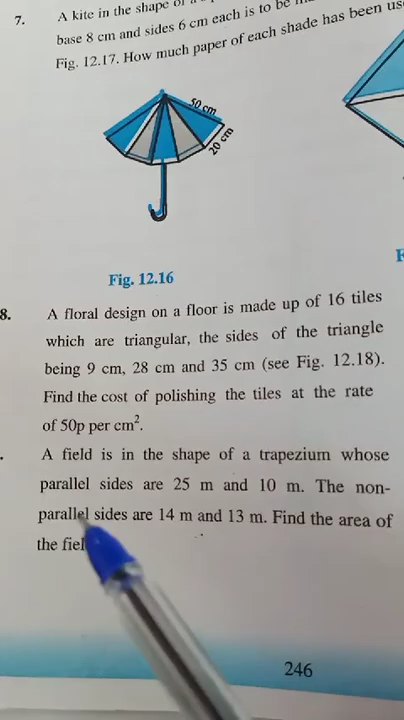 7. A kite in the shape of a
base 8 cm and sides 6 cm each is to be
Fig. 12.17. How much paper of each shade has been us
50 cm
20 cm
Fig. 12.16
F
8. A floral design on a floor is made up of 16 tiles
which are triangular, the sides of the triangle
being 9 cm, 28 cm and 35 cm (see Fig. 12.18).
Find the cost of polishing the tiles at the rate
of 50p per cm².
. A field is in the shape of a trapezium whose
parallel sides are 25 m and 10 m. The non-
parallel sides are 14 m and 13 m. Find the area of
the fiel
246